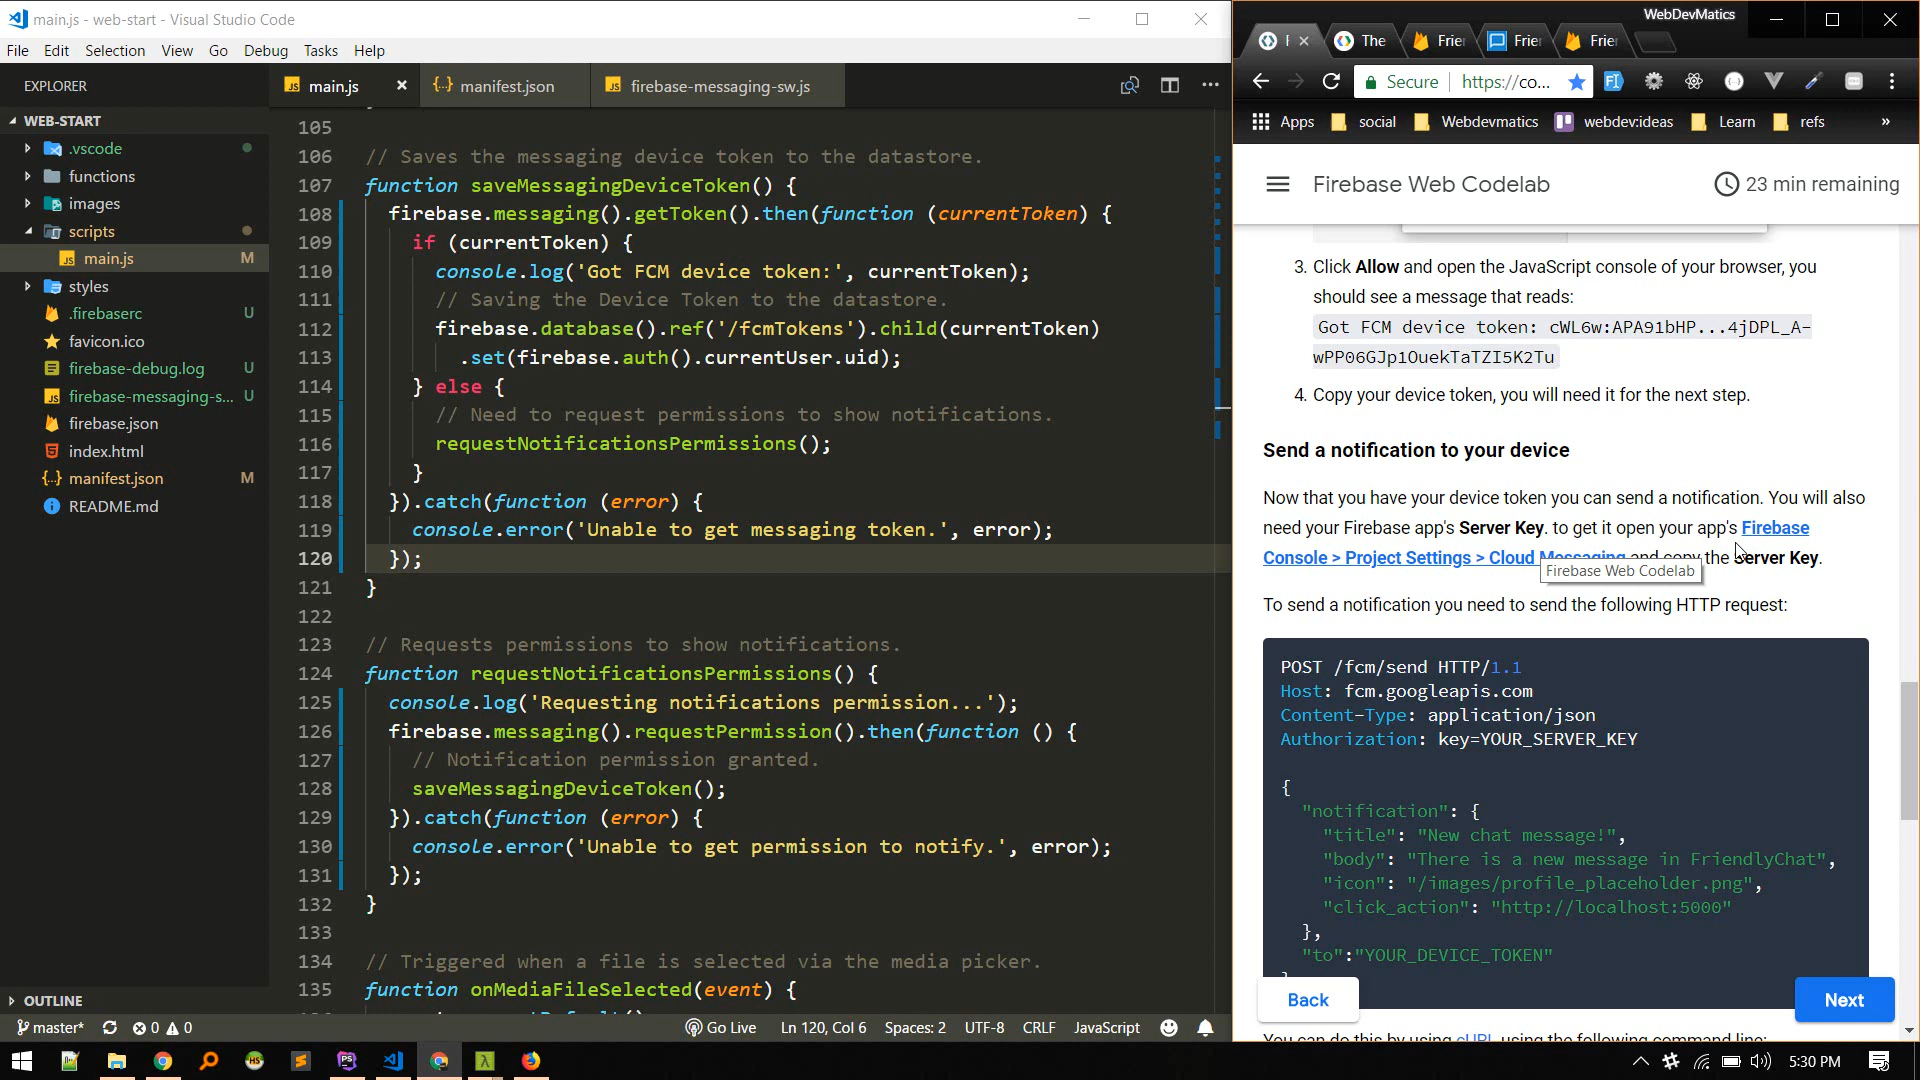 main.js - web-start - Visual Studio Code
File Edit Selection View Go Debug Tasks Help
EXPLORER
WEB-START
.vscode
functions
images
scripts
main.js M
styles
.firebaserc U
favicon.ico
firebase-debug.log U
firebase-messaging-s... U
firebase.json
index.html
manifest.json M
README.md
OUTLINE
main.js manifest.json firebase-messaging-sw.js
105
106 // Saves the messaging device token to the datastore.
107 function saveMessagingDeviceToken() {
108 firebase.messaging().getToken().then(function (currentToken) {
109 if (currentToken) {
110 console.log('Got FCM device token:', currentToken);
111 // Saving the Device Token to the datastore.
112 firebase.database().ref('/fcmTokens').child(currentToken)
113 .set(firebase.auth().currentUser.uid);
114 } else {
115 // Need to request permissions to show notifications.
116 requestNotificationsPermissions();
117 }
118 }).catch(function (error) {
119 console.error('Unable to get messaging token.', error);
120 });
121 }
122
123 // Requests permissions to show notifications.
124 function requestNotificationsPermissions() {
125 console.log('Requesting notifications permission...');
126 firebase.messaging().requestPermission().then(function () {
127 // Notification permission granted.
128 saveMessagingDeviceToken();
129 }).catch(function (error) {
130 console.error('Unable to get permission to notify.', error);
131 });
132 }
133
134 // Triggered when a file is selected via the media picker.
135 function onMediaFileSelected(event) {
master* 0 0 Go Live Ln 120, Col 6 Spaces: 2 UTF-8 CRLF JavaScript
WebDevMatics
The Frie Frie Frie
Secure https://co...
Apps social Webdevmatics webdev:ideas Learn refs »
Firebase Web Codelab 23 min remaining
3. Click Allow and open the JavaScript console of your browser, you
should see a message that reads:
Got FCM device token: cWL6w:APA91bHP...4jDPL_A-
wPP06GJp1OuekTaTZI5K2Tu
4. Copy your device token, you will need it for the next step.
Send a notification to your device
Now that you have your device token you can send a notification. You will also
need your Firebase app's Server Key. to get it open your app's Firebase
Console > Project Settings > Cloud Messaging and copy the Server Key.
Firebase Web Codelab
To send a notification you need to send the following HTTP request:
POST /fcm/send HTTP/1.1
Host: fcm.googleapis.com
Content-Type: application/json
Authorization: key=YOUR_SERVER_KEY
{
"notification": {
"title": "New chat message!",
"body": "There is a new message in FriendlyChat",
"icon": "/images/profile_placeholder.png",
"click_action": "http://localhost:5000"
},
"to":"YOUR_DEVICE_TOKEN"
Back Next
You can do this by using cURL using the following command line:
5:30 PM